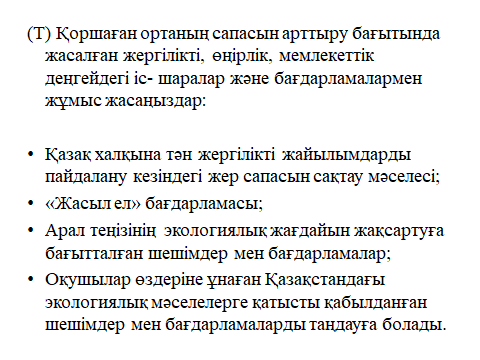 (Т) Қоршаған ортаның сапасын арттыру бағытында
жасалған жергілікті, өңірлік, мемлекеттік
деңгейдегі іс- шаралар және бағдарламалармен
жұмыс жасаңыздар:
• Қазақ халқына тән жергілікті жайылымдарды
пайдалану кезіндегі жер сапасын сақтау мәселесі;
• «Жасыл ел» бағдарламасы;
• Арал теңізінің экологиялық жағдайын жақсартуға
бағытталған шешімдер мен бағдарламалар;
• Оқушылар өздеріне ұнаған Қазақстандағы
экологиялық мәселелерге қатысты қабылданған
шешімдер мен бағдарламаларды таңдауға болады.